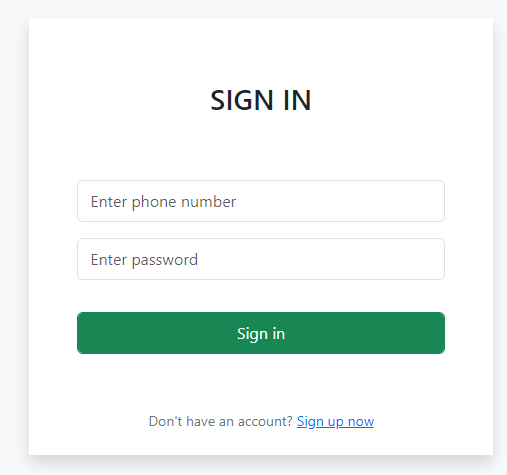 SIGN IN
Enter phone number
Enter password
Sign in
Don't have an account? Sign up now